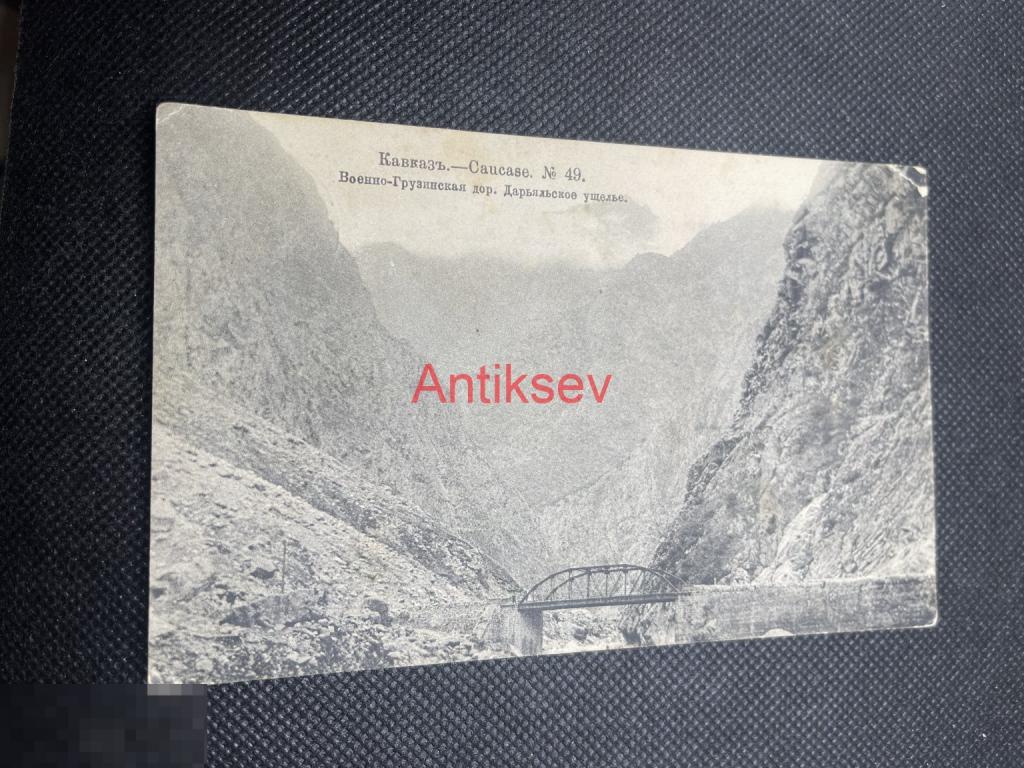 Кавказъ.—Caucase. № 49.
Военно-Грузинская дор. Дарьяльское ущелье.
Antiksev